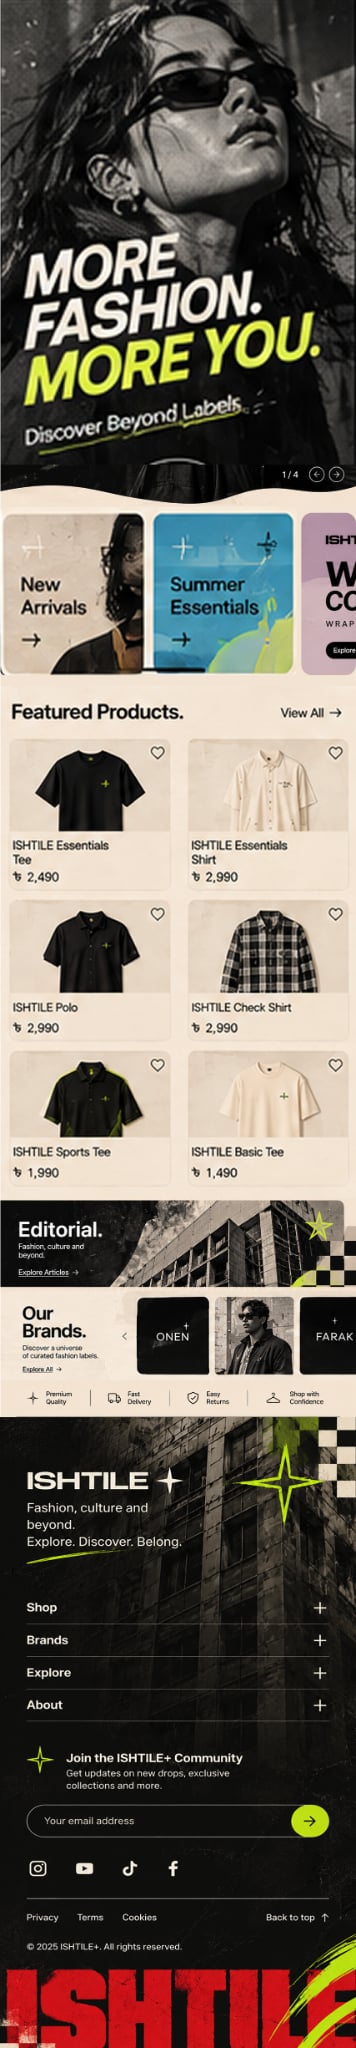 MORE
FASHION.
MORE YOU.
Discover Beyond Labels.
1 / 4
New
Arrivals
Summer
Essentials
ISHT
W
CO
WRAP
Explore
Featured Products.
View All →
ISHTILE Essentials
Tee
৳ 2,490
ISHTILE Essentials
Shirt
৳ 2,990
ISHTILE Polo
৳ 2,990
ISHTILE Check Shirt
৳ 2,990
ISHTILE Sports Tee
৳ 1,990
ISHTILE Basic Tee
৳ 1,490
Editorial.
Fashion, culture and
beyond.
Explore Articles →
Our
Brands.
Discover a universe
of curated fashion labels.
Explore All →
ONEN
FARAK
Premium
Quality
Fast
Delivery
Easy
Returns
Shop with
Confidence
ISHTILE
Fashion, culture and
beyond.
Explore. Discover. Belong.
Shop
Brands
Explore
About
Join the ISHTILE+ Community
Get updates on new drops, exclusive
collections and more.
Your email address
Privacy Terms Cookies
Back to top ↑
© 2025 ISHTILE+. All rights reserved.
ISHTILE